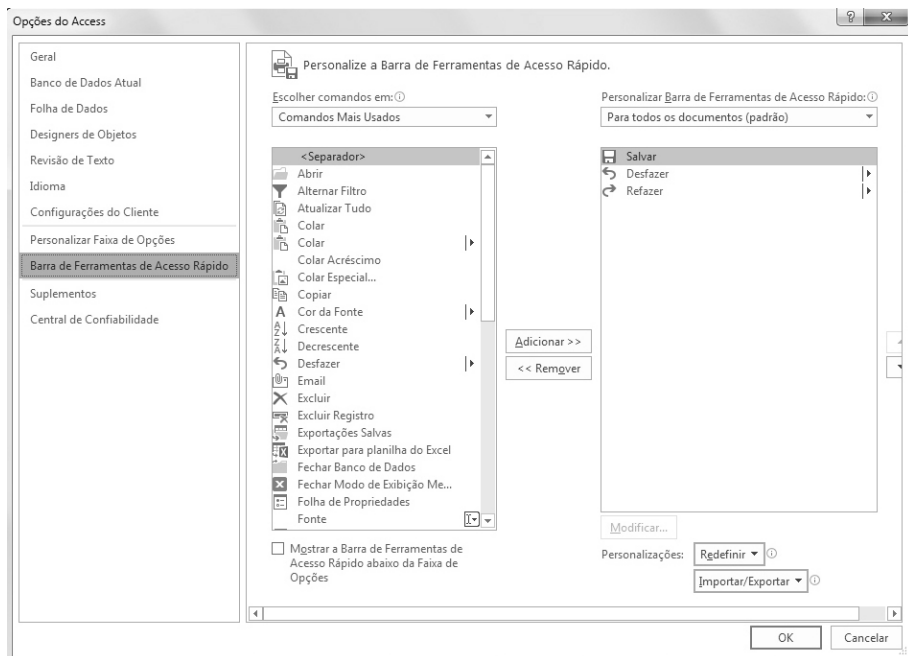 Opções do Access
Geral
Banco de Dados Atual
Folha de Dados
Designers de Objetos
Revisão de Texto
Idioma
Configurações do Cliente
Personalizar Faixa de Opções
Barra de Ferramentas de Acesso Rápido
Suplementos
Central de Confiabilidade
Personalize a Barra de Ferramentas de Acesso Rápido.
Escolher comandos em:
Comandos Mais Usados
<Separador>
Abrir
Alternar Filtro
Atualizar Tudo
Colar
Colar
Colar Acréscimo
Colar Especial...
Copiar
Cor da Fonte
Crescente
Decrescente
Desfazer
Email
Excluir
Excluir Registro
Exportações Salvas
Exportar para planilha do Excel
Fechar Banco de Dados
Fechar Modo de Exibição Me...
Folha de Propriedades
Fonte
Mostrar a Barra de Ferramentas de
Acesso Rápido abaixo da Faixa de
Opções
Adicionar >>
<< Remover
Personalizar Barra de Ferramentas de Acesso Rápido:
Para todos os documentos (padrão)
Salvar
Desfazer
Refazer
Modificar...
Personalizações:
Redefinir
Importar/Exportar
OK
Cancelar